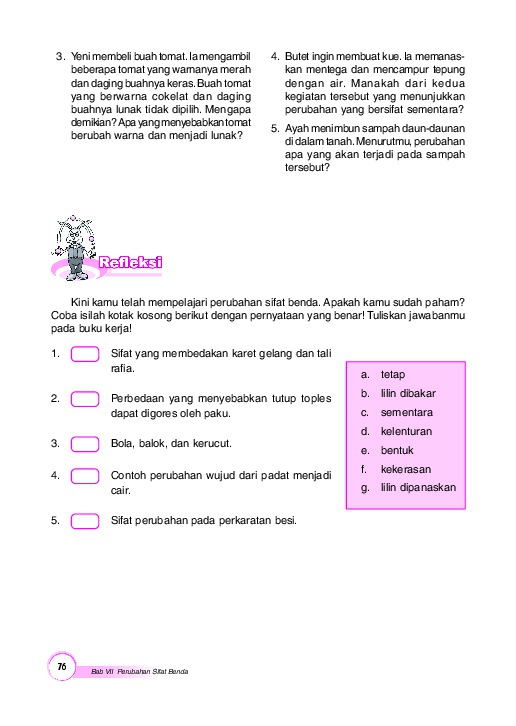 3. Yeni membeli buah tomat. Ia mengambil
beberapa tomat yang warnanya merah
dan daging buahnya keras. Buah tomat
yang berwarna cokelat dan daging
buahnya lunak tidak dipilih. Mengapa
demikian? Apa yang menyebabkan tomat
berubah warna dan menjadi lunak?
4. Butet ingin membuat kue. Ia memanas-
kan mentega dan mencampur tepung
dengan air. Manakah dari kedua
kegiatan tersebut yang menunjukkan
perubahan yang bersifat sementara?
5. Ayah menimbun sampah daun-daunan
di dalam tanah. Menurutmu, perubahan
apa yang akan terjadi pada sampah
tersebut?
Refleksi
Kini kamu telah mempelajari perubahan sifat benda. Apakah kamu sudah paham?
Coba isilah kotak kosong berikut dengan pernyataan yang benar! Tuliskan jawabanmu
pada buku kerja!
1. Sifat yang membedakan karet gelang dan tali
rafia.
2. Perbedaan yang menyebabkan tutup toples
dapat digores oleh paku.
3. Bola, balok, dan kerucut.
4. Contoh perubahan wujud dari padat menjadi
cair.
5. Sifat perubahan pada perkaratan besi.
a. tetap
b. lilin dibakar
c. sementara
d. kelenturan
e. bentuk
f. kekerasan
g. lilin dipanaskan
76
Bab VII Perubahan Sifat Benda